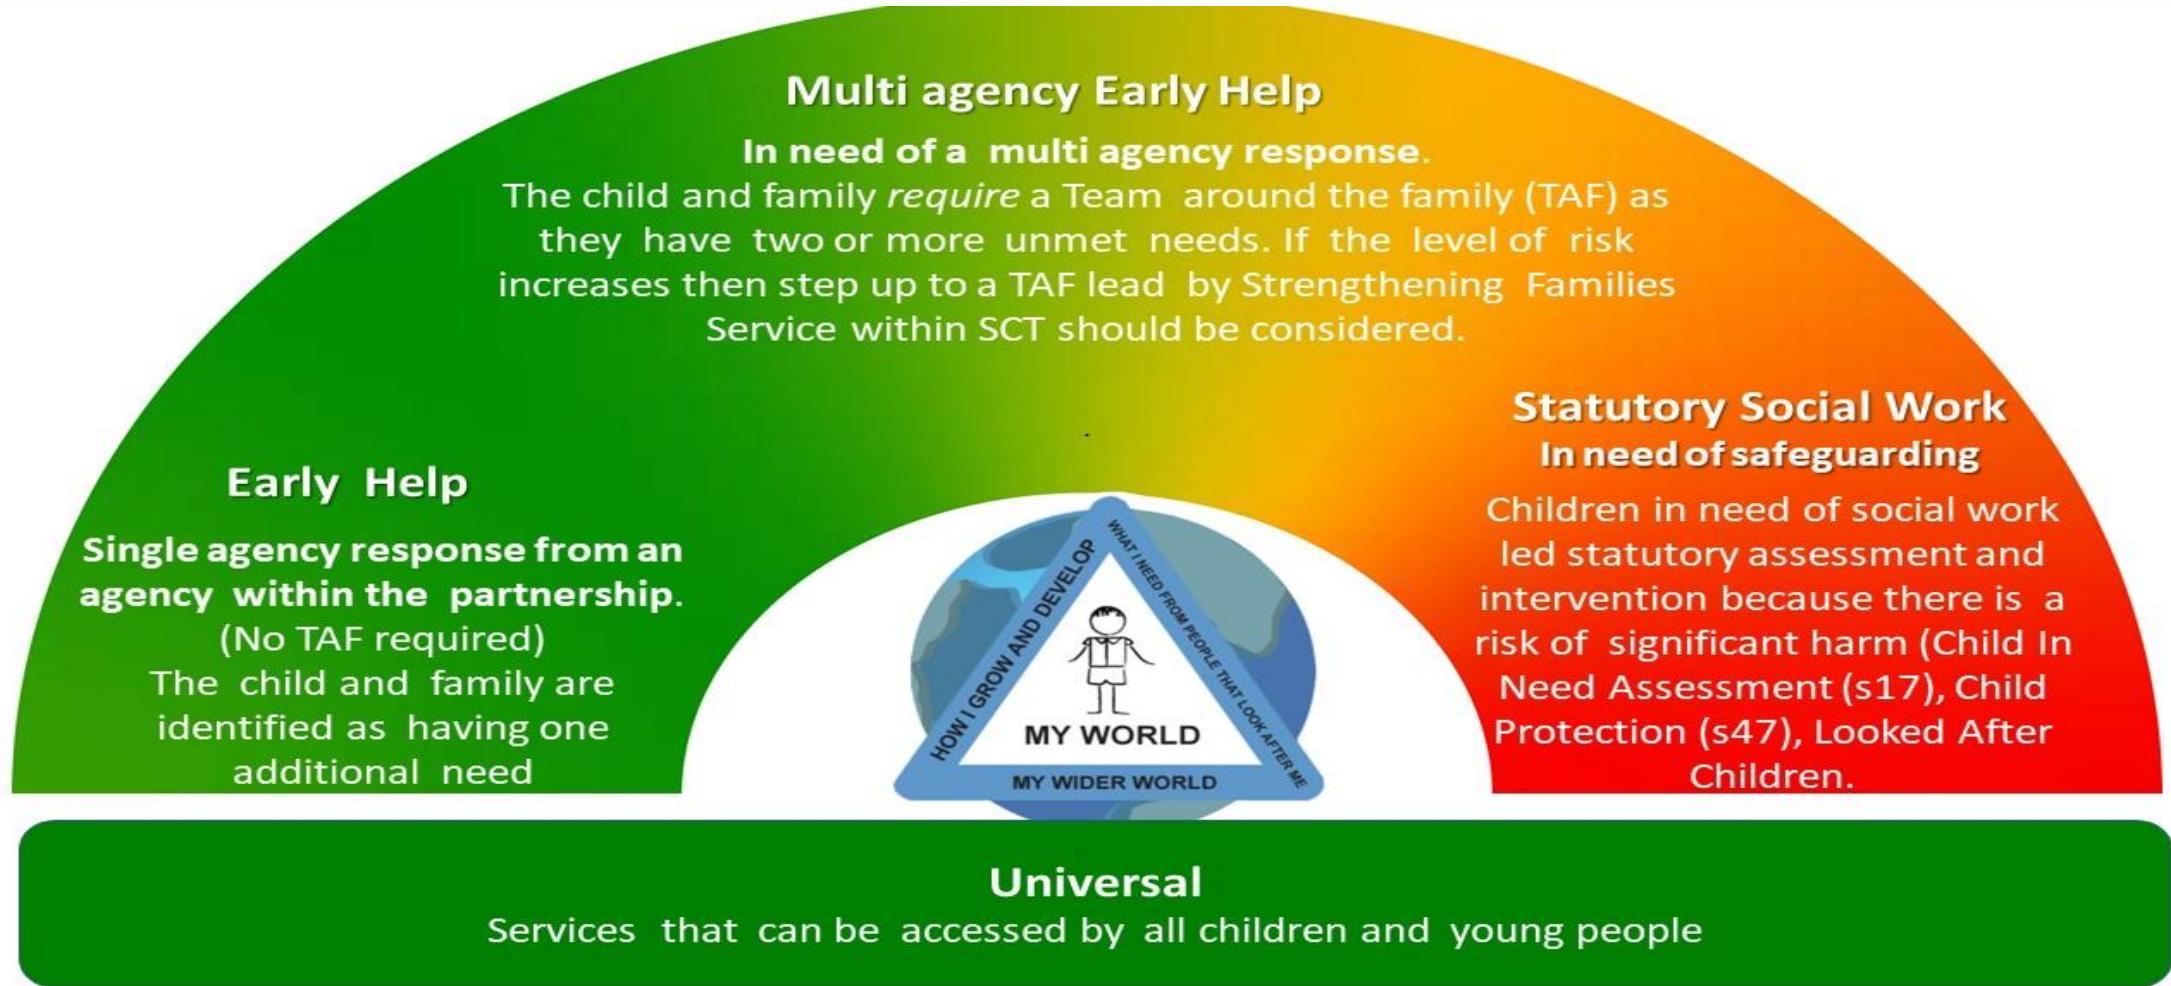 Multi agency Early Help
In need of a multi agency response.
The child and family require a Team around the family (TAF) as
they have two or more unmet needs. If the level of risk
increases then step up to a TAF lead by Strengthening Families
Service within SCT should be considered.
Early Help
Single agency response from an
agency within the partnership.
(No TAF required)
The child and family are
identified as having one
additional need
Statutory Social Work
In need of safeguarding
Children in need of social work
led statutory assessment and
intervention because there is a
risk of significant harm (Child In
Need Assessment (s17), Child
Protection (s47), Looked After
Children.
HOW I GROW AND DEVELOP
WHAT I NEED FROM PEOPLE THAT LOOK AFTER ME
MY WORLD
MY WIDER WORLD
Universal
Services that can be accessed by all children and young people